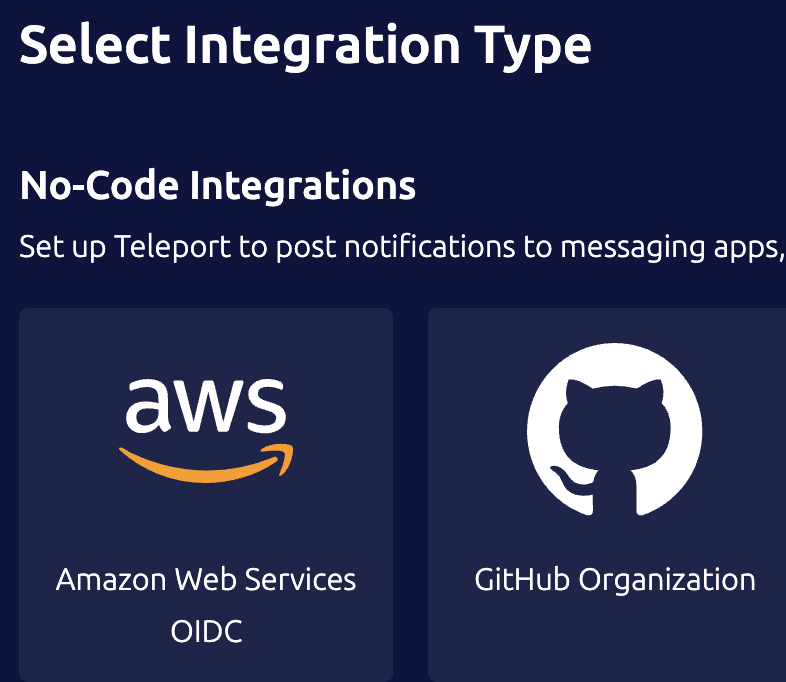 Select Integration Type
No-Code Integrations
Set up Teleport to post notifications to messaging apps,
aws
Amazon Web Services
OIDC
GitHub Organization